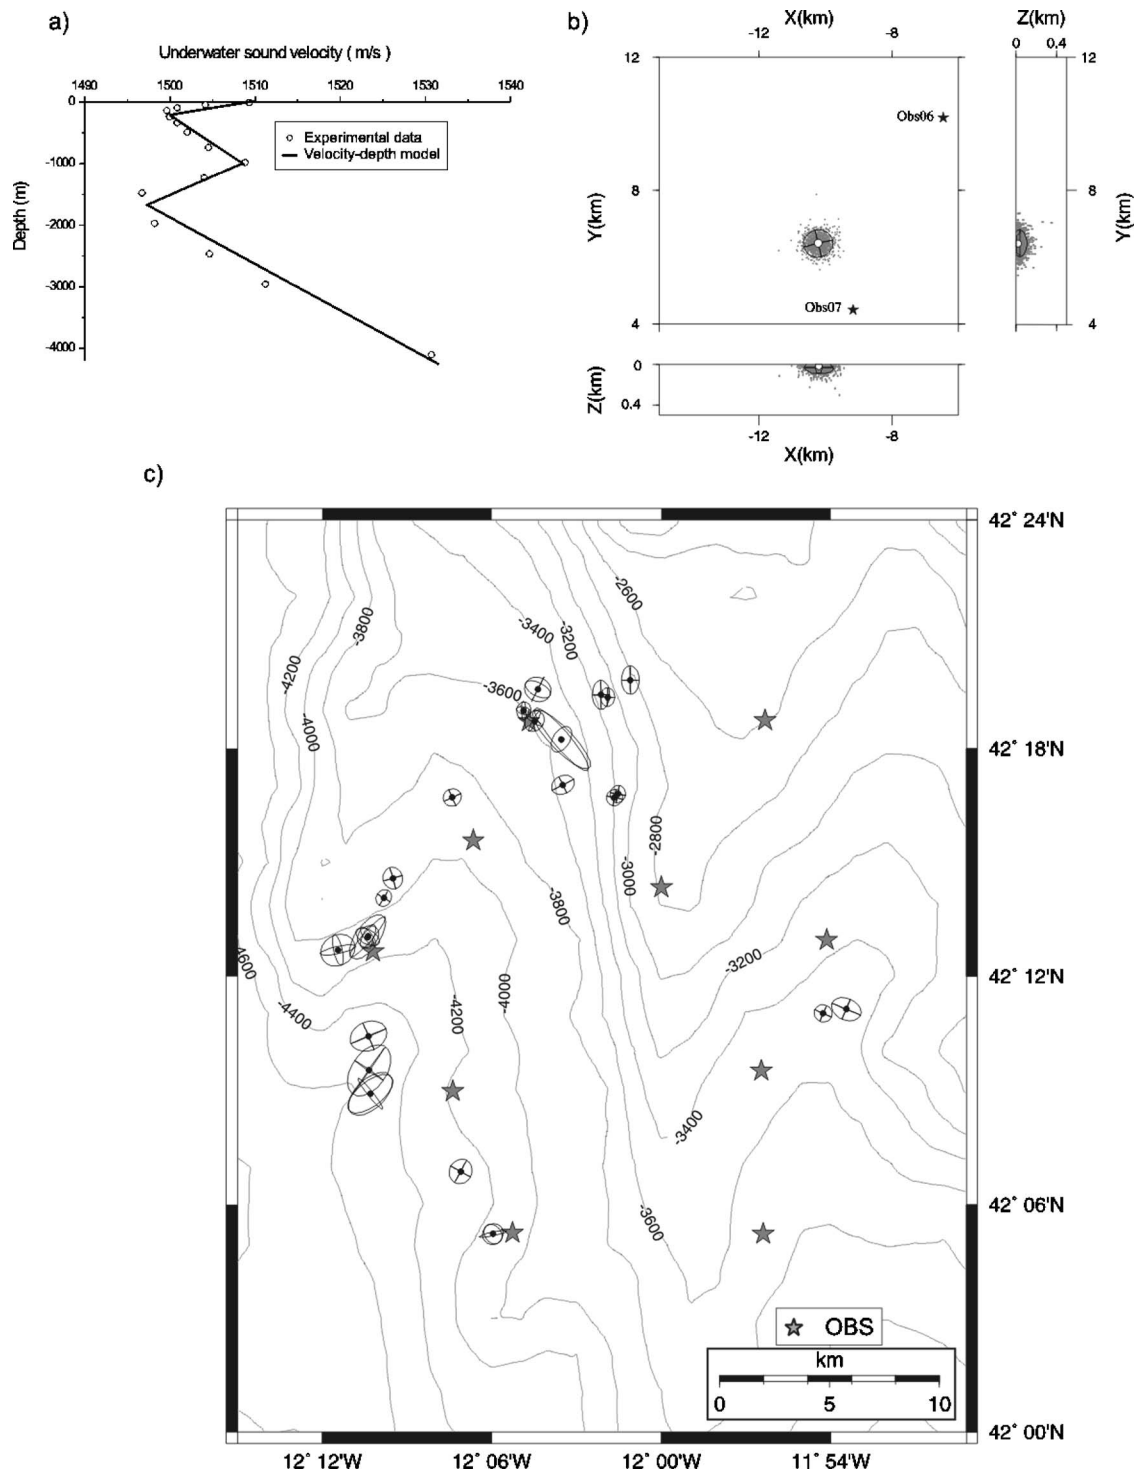 a)
Underwater sound velocity ( m/s )
1490 1500 1510 1520 1530 1540
0
-1000
-2000
-3000
-4000
Depth (m)
Experimental data
Velocity-depth model
b)
X(km)
-12 -8
Z(km)
0 0.4
12
8
4
Y(km)
Obs06
Obs07
12
8
4
Y(km)
0
0.4
Z(km)
-12 -8
X(km)
c)
42° 24'N
42° 18'N
42° 12'N
42° 06'N
42° 00'N
12° 12'W 12° 06'W 12° 00'W 11° 54'W
-2600
-3400
-3200
-3800
-4200
-3600
-4000
-2800
-3000
-3800
-3200
4600
-4400
-4200
-4000
-3400
-3600
OBS
km
0 5 10